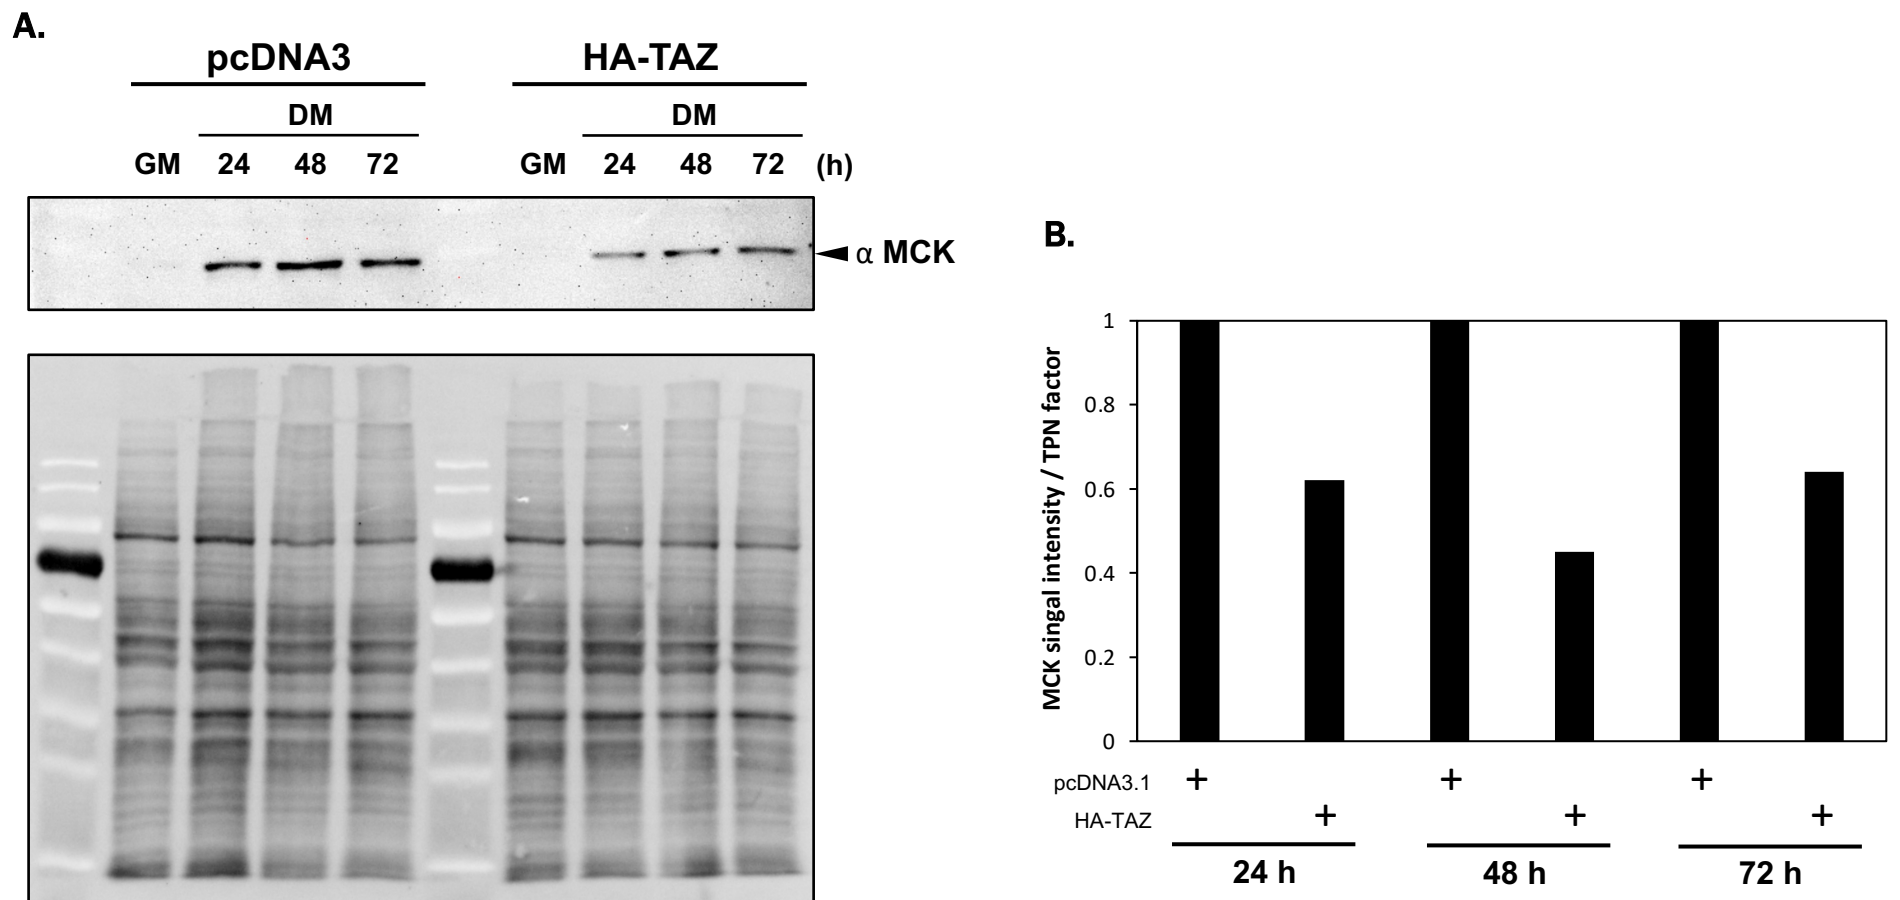 A.
pcDNA3 HA-TAZ
DM DM
GM 24 48 72 GM 24 48 72 (h)
α MCK
B.
MCK singal intensity / TPN factor
1
0.8
0.6
0.4
0.2
0
pcDNA3.1 + + +
HA-TAZ + + +
24 h 48 h 72 h